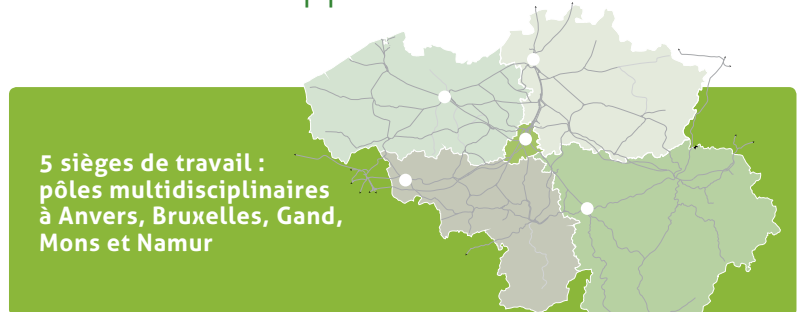 5 sièges de travail :
pôles multidisciplinaires
à Anvers, Bruxelles, Gand,
Mons et Namur